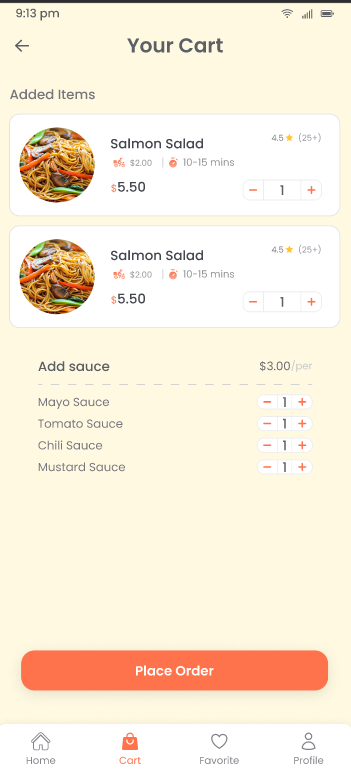 9:13 pm
Your Cart
Added Items
Salmon Salad
4.5 (25+)
$2.00 | 10-15 mins
$5.50
− 1 +
Salmon Salad
4.5 (25+)
$2.00 | 10-15 mins
$5.50
− 1 +
Add sauce $3.00/per
Mayo Sauce − 1 +
Tomato Sauce − 1 +
Chili Sauce − 1 +
Mustard Sauce − 1 +
Place Order
Home Cart Favorite Profile